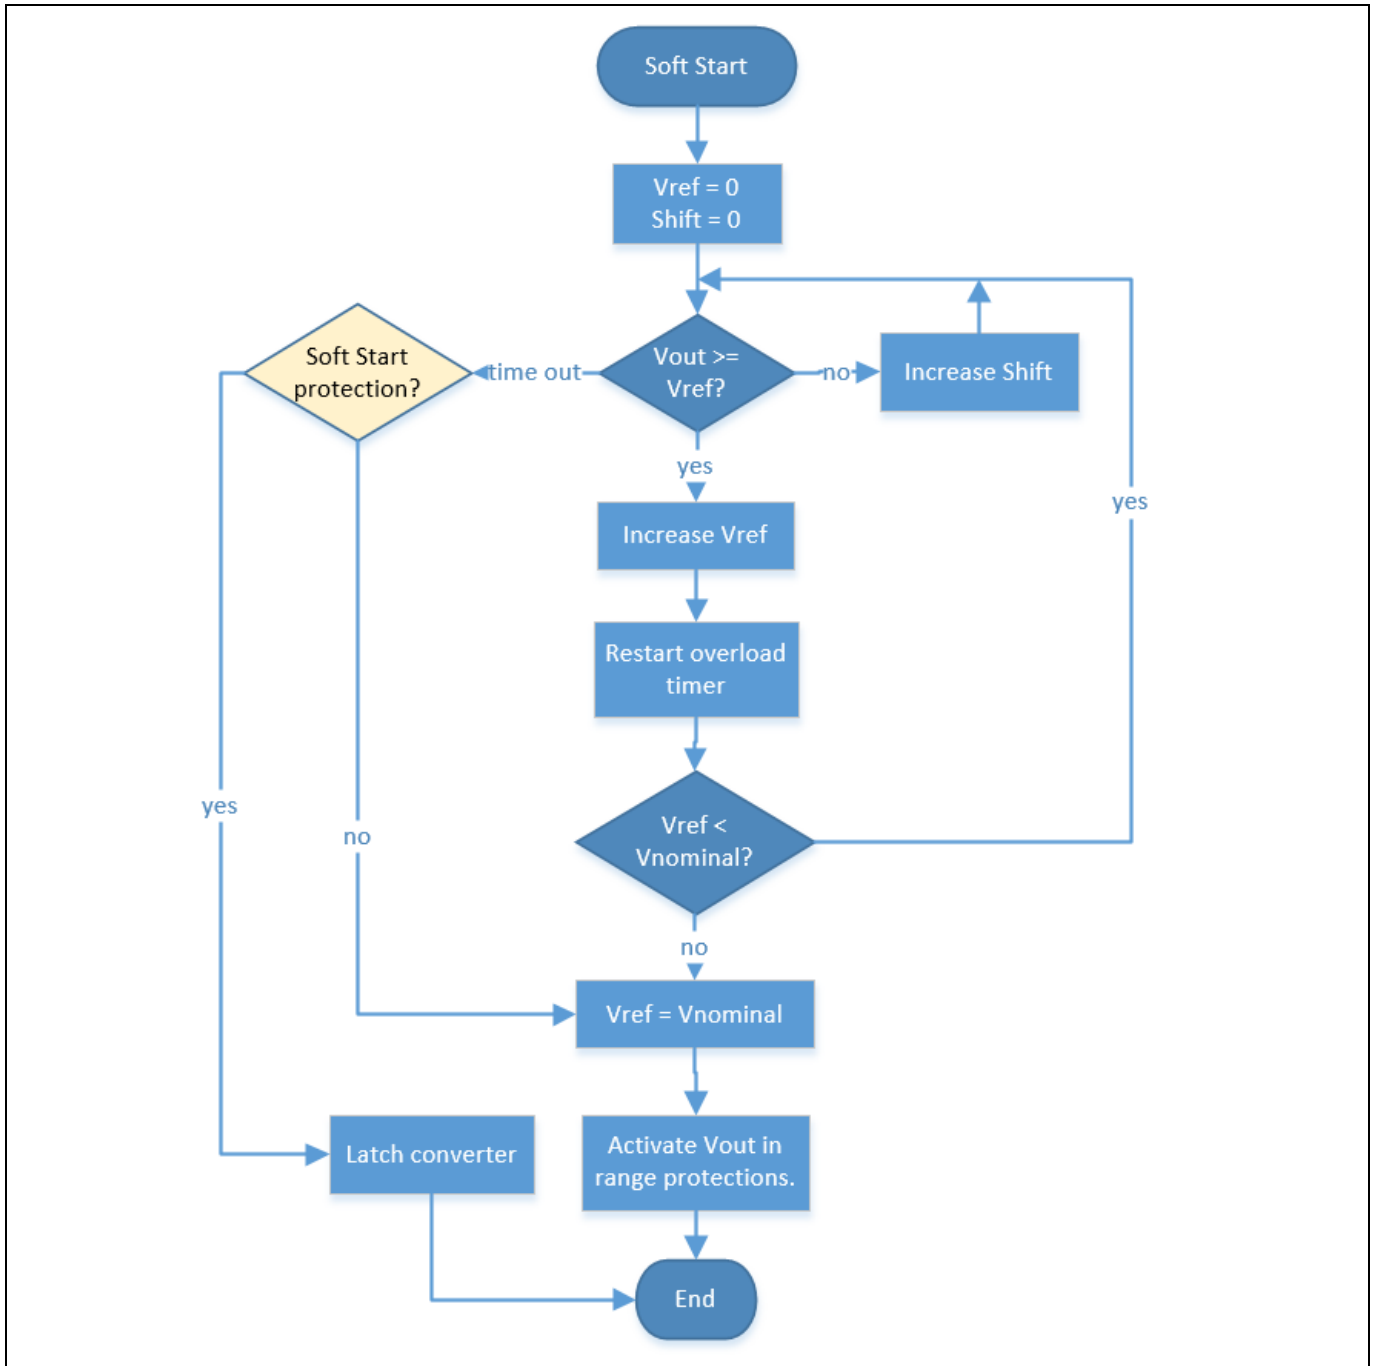 Soft Start
Vref = 0
Shift = 0
Soft Start
protection?
time out
Vout >=
Vref?
no
Increase Shift
yes
Increase Vref
yes
Restart overload
timer
yes
no
Vref <
Vnominal?
no
Vref = Vnominal
Latch converter
Activate Vout in
range protections.
End